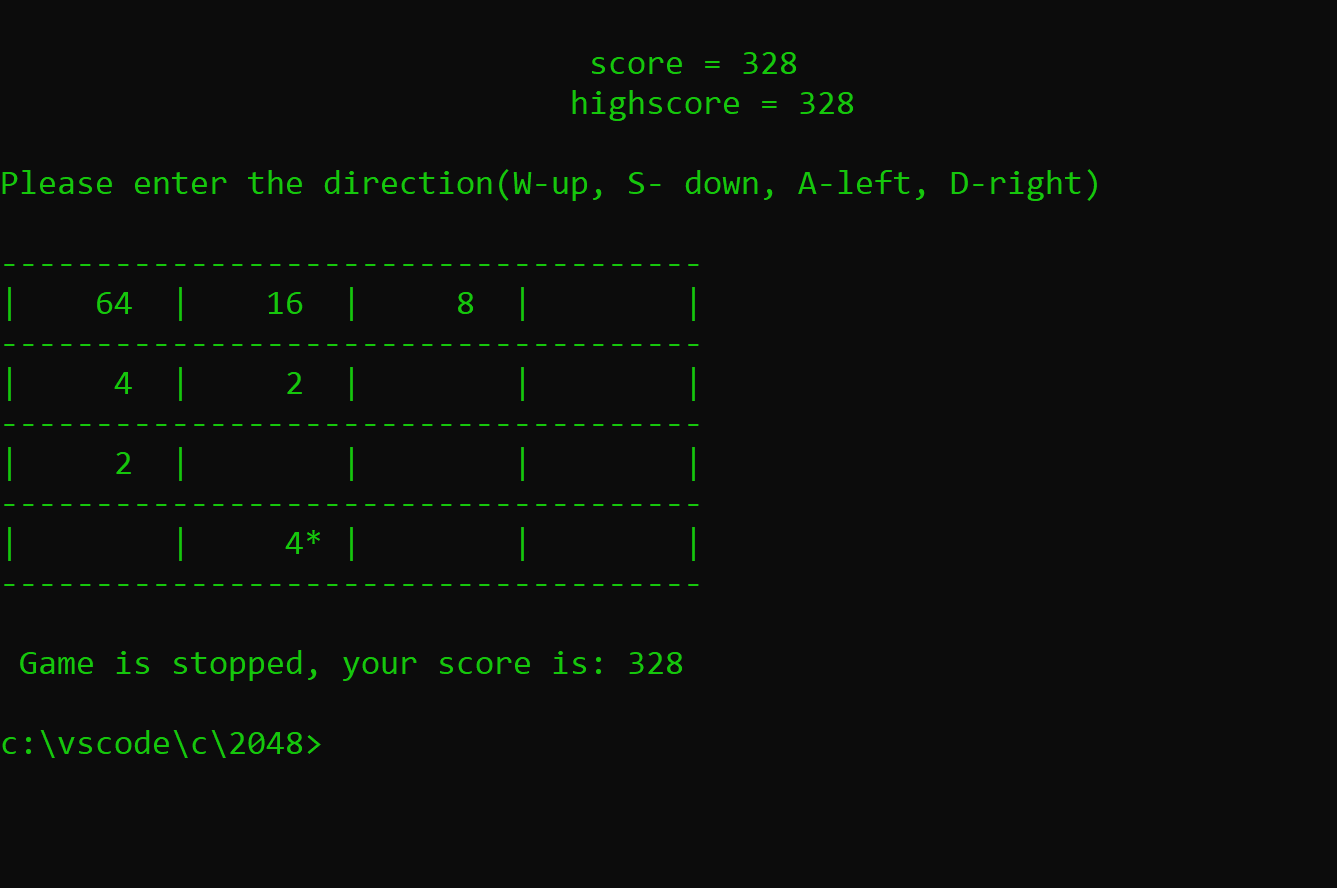 score = 328
highscore = 328
Please enter the direction(W-up, S- down, A-left, D-right)
-------------------------------------
|    64  |    16  |     8  |        |
-------------------------------------
|     4  |     2  |        |        |
-------------------------------------
|     2  |        |        |        |
-------------------------------------
|        |     4* |        |        |
-------------------------------------
Game is stopped, your score is: 328
c:\vscode\c\2048>